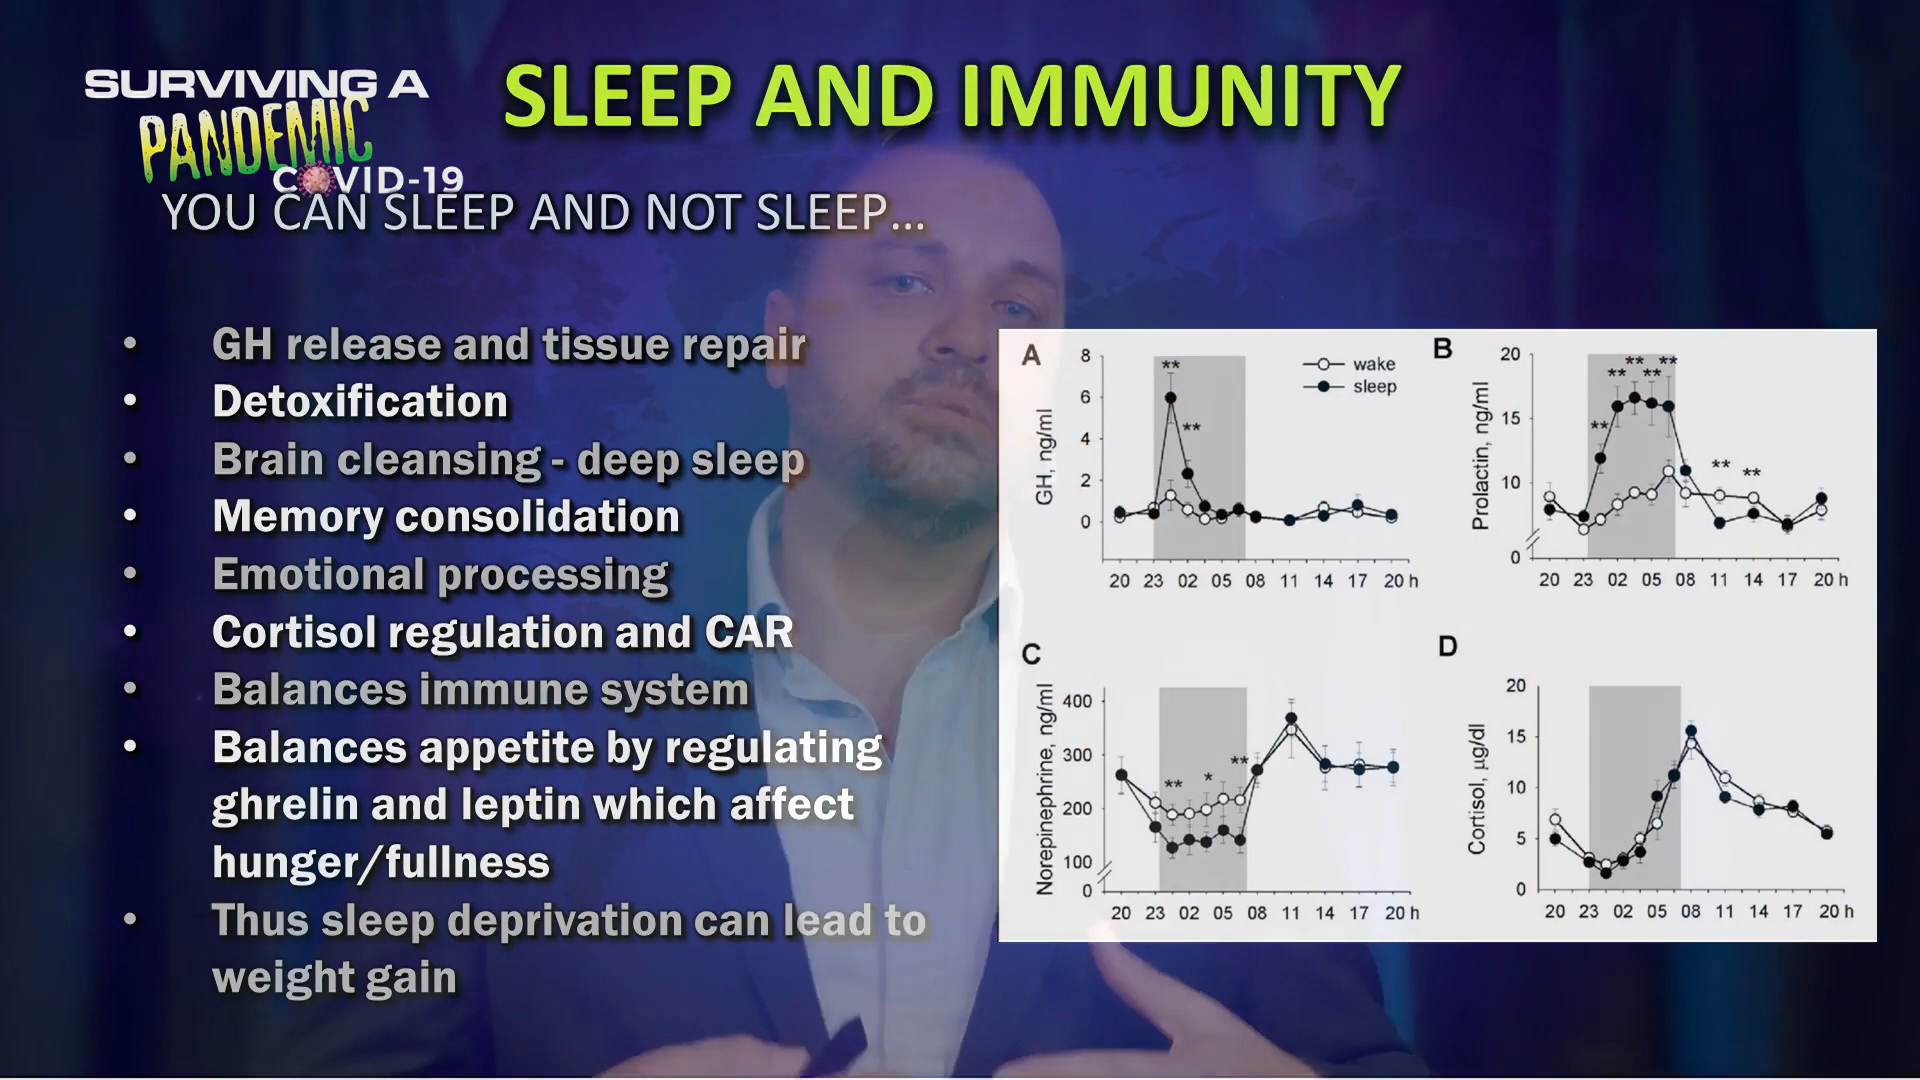 SURVIVING A
PANDEMIC
COVID-19
SLEEP AND IMMUNITY
YOU CAN SLEEP AND NOT SLEEP...
• GH release and tissue repair
• Detoxification
• Brain cleansing - deep sleep
• Memory consolidation
• Emotional processing
• Cortisol regulation and CAR
• Balances immune system
• Balances appetite by regulating
ghrelin and leptin which affect
hunger/fullness
• Thus sleep deprivation can lead to
weight gain
A
GH, ng/ml
8
6
4
2
0
**
**
wake
sleep
20 23 02 05 08 11 14 17 20 h
B
Prolactin, ng/ml
20
15
10
0
** ** ** ** ** ** **
20 23 02 05 08 11 14 17 20 h
C
Norepinephrine, ng/ml
400
300
200
100
0
** * **
20 23 02 05 08 11 14 17 20 h
D
Cortisol, µg/dl
20
15
10
5
0
20 23 02 05 08 11 14 17 20 h